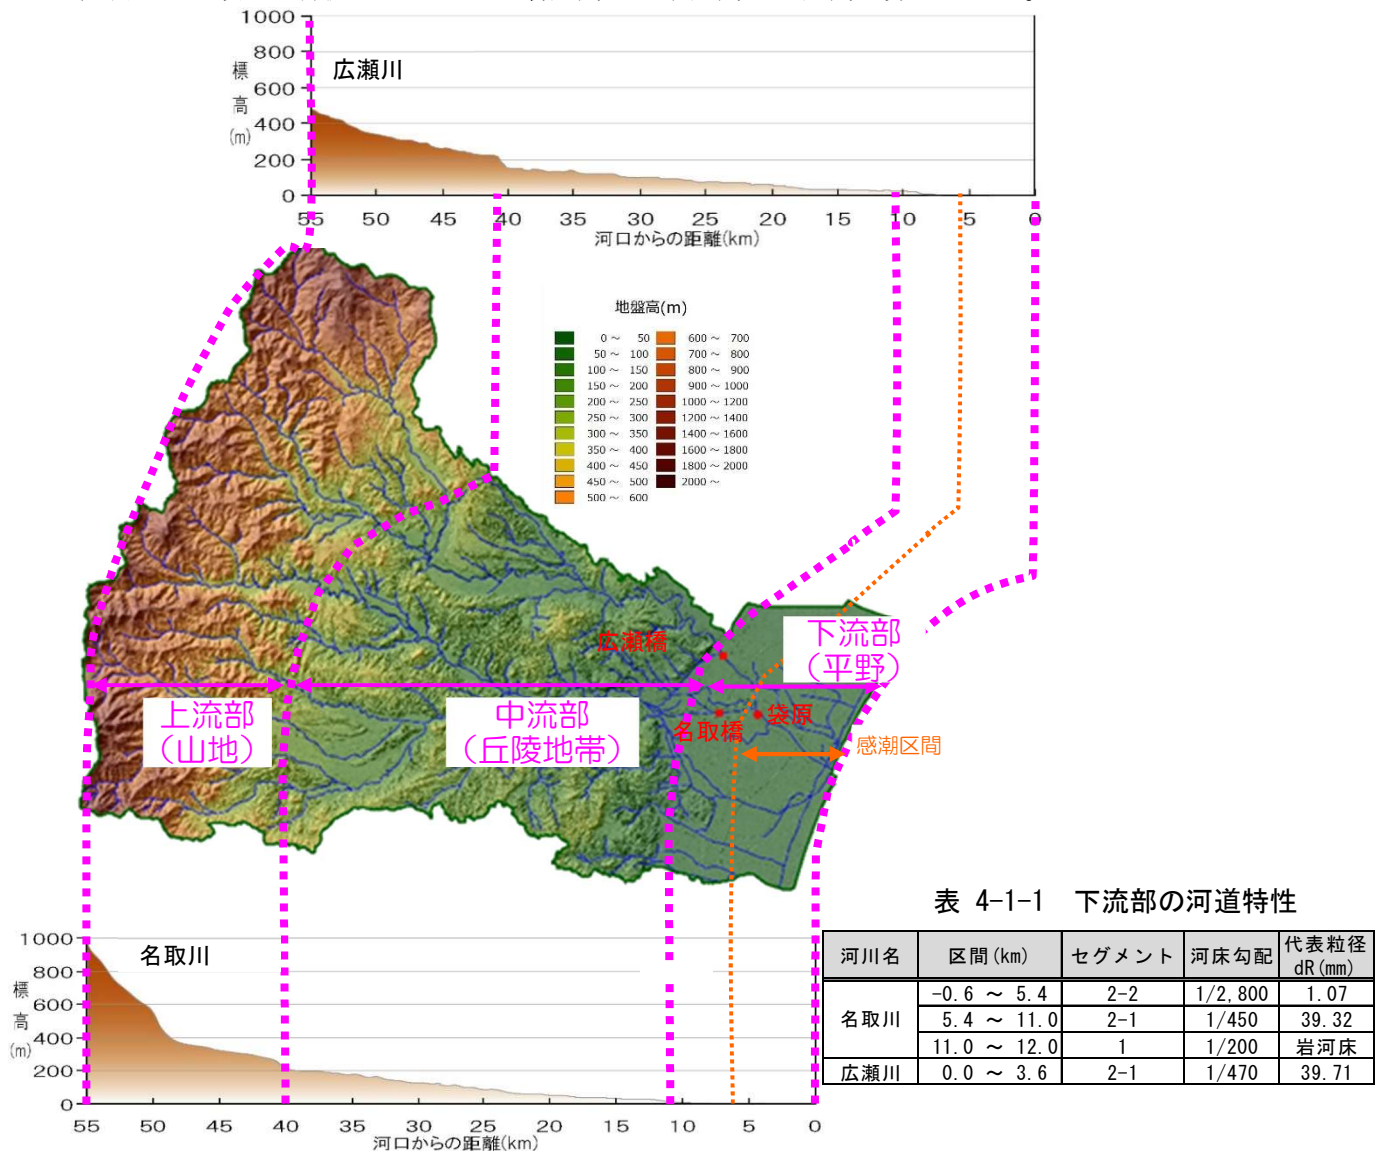 1000
800
600
400
200
0
標
高
(m)
広瀬川
55 50 45 40 35 30 25 20 15 10 5 0
河口からの距離(km)
地盤高(m)
0～ 50 600～ 700
50～ 100 700～ 800
100～ 150 800～ 900
150～ 200 900～1000
200～ 250 1000～1200
250～ 300 1200～1400
300～ 350 1400～1600
350～ 400 1600～1800
400～ 450 1800～2000
450～ 500 2000～
500～ 600
広瀬橋
下流部
（平野）
上流部
（山地）
中流部
（丘陵地帯）
名取橋
袋原
感潮区間
表 4-1-1 下流部の河道特性
河川名 区間(km) セグメント 河床勾配 代表粒径
dR(mm)
名取川 -0.6 ～ 5.4 2-2 1/2,800 1.07
5.4 ～ 11.0 2-1 1/450 39.32
11.0 ～ 12.0 1 1/200 岩河床
広瀬川 0.0 ～ 3.6 2-1 1/470 39.71
1000
800
600
400
200
0
標
高
(m)
名取川
55 50 45 40 35 30 25 20 15 10 5 0
河口からの距離(km)